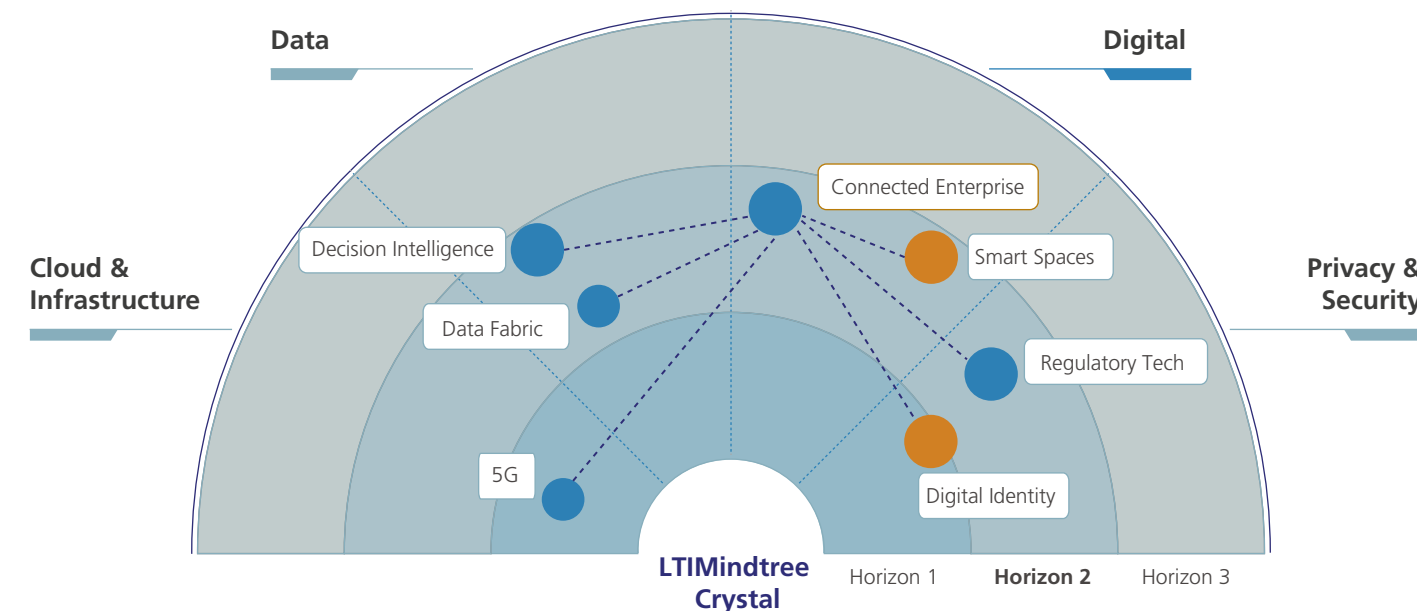 Data
Digital
Connected Enterprise
Decision Intelligence
Smart Spaces
Cloud &
Infrastructure
Privacy &
Security
Data Fabric
Regulatory Tech
5G
Digital Identity
LTIMindtree
Crystal
Horizon 1
Horizon 2
Horizon 3